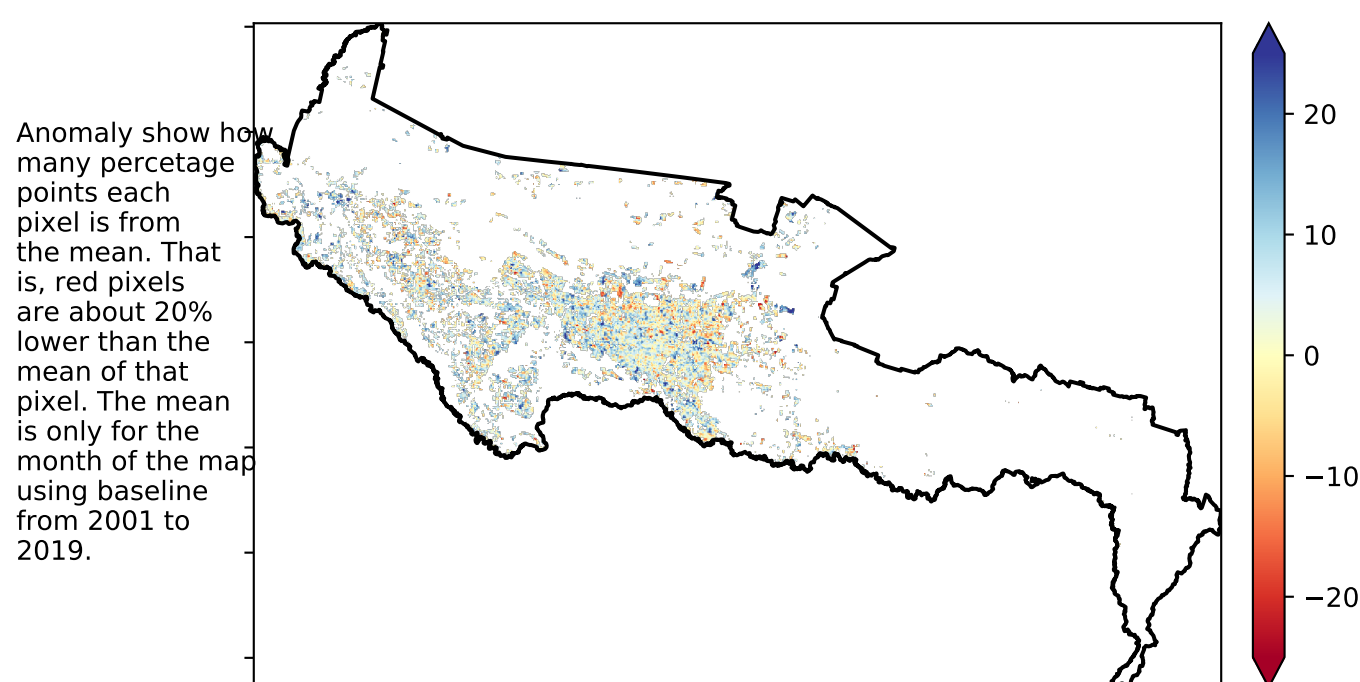 Anomaly show how
many percetage
points each
pixel is from
the mean. That
is, red pixels
are about 20%
lower than the
mean of that
pixel. The mean
is only for the
month of the map
using baseline
from 2001 to
2019.
20
10
0
−10
−20